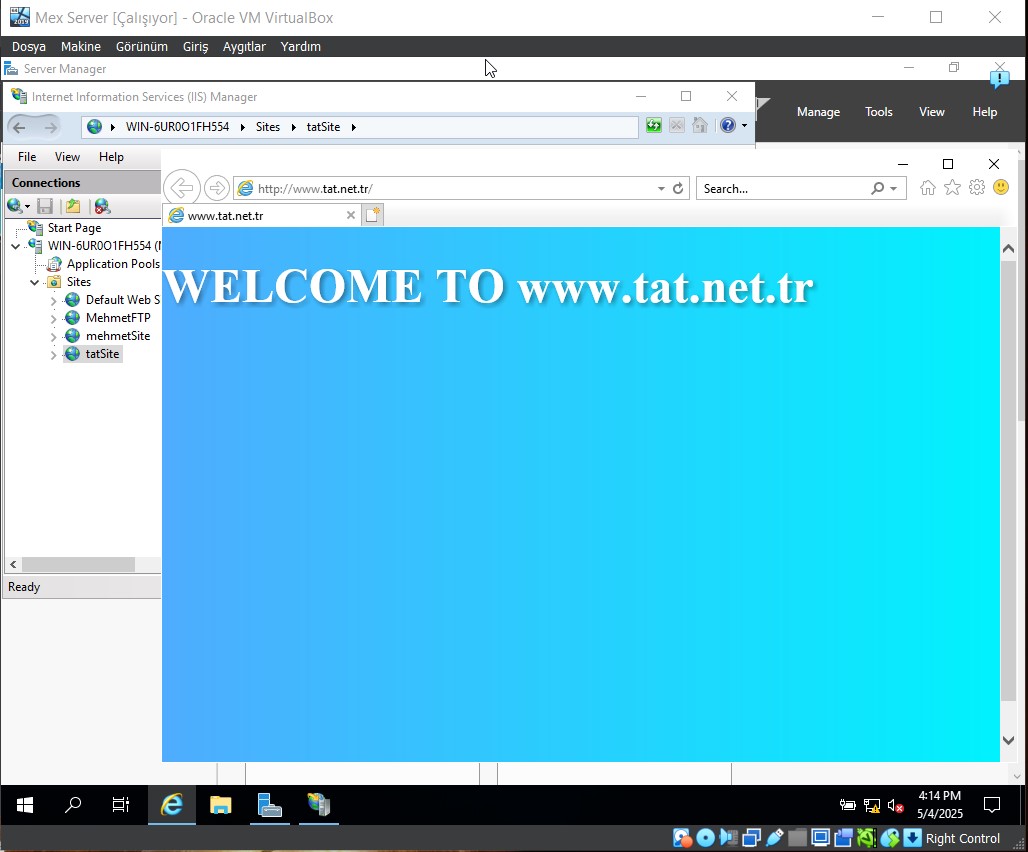 Mex Server [Çalışıyor] - Oracle VM VirtualBox
Dosya Makine Görünüm Giriş Aygıtlar Yardım
Server Manager
Internet Information Services (IIS) Manager
Manage Tools View Help
WIN-6UR0O1FH554 Sites tatSite
File View Help
Connections
http://www.tat.net.tr/ Search...
www.tat.net.tr
Start Page
WIN-6UR0O1FH554 (
Application Pools
Sites
Default Web S
MehmetFTP
mehmetSite
tatSite
WELCOME TO www.tat.net.tr
Ready
4:14 PM
5/4/2025
Right Control